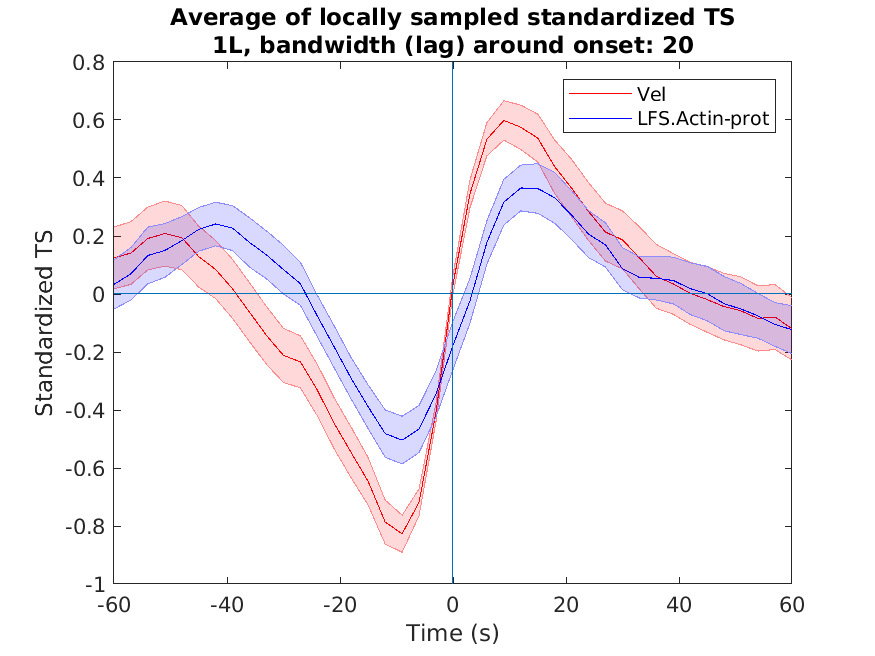 Average of locally sampled standardized TS
1L, bandwidth (lag) around onset: 20
0.8
0.6
0.4
0.2
0
-0.2
-0.4
-0.6
-0.8
-1
Standardized TS
Vel
LFS.Actin-prot
-60
-40
-20
0
20
40
60
Time (s)